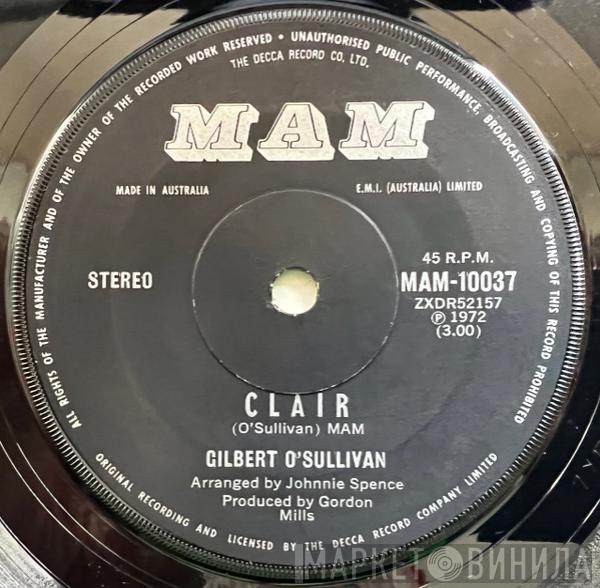 ALL RIGHTS OF THE MANUFACTURER AND OF THE OWNER OF THE RECORDED WORK RESERVED • UNAUTHORISED PUBLIC PERFORMANCE, BROADCASTING AND COPYING OF THIS RECORD PROHIBITED
THE DECCA RECORD CO. LTD.
MAM
MADE IN AUSTRALIA
E.M.I. (AUSTRALIA) LIMITED
STEREO
45 R.P.M.
MAM-10037
ZXDR52157
Ⓟ 1972
(3.00)
CLAIR
(O'Sullivan) MAM
GILBERT O'SULLIVAN
Arranged by Johnnie Spence
Produced by Gordon
Mills
ORIGINAL RECORDING AND LICENSED BY THE DECCA RECORD COMPANY LIMITED
МАРКЕТ ВИНИЛА